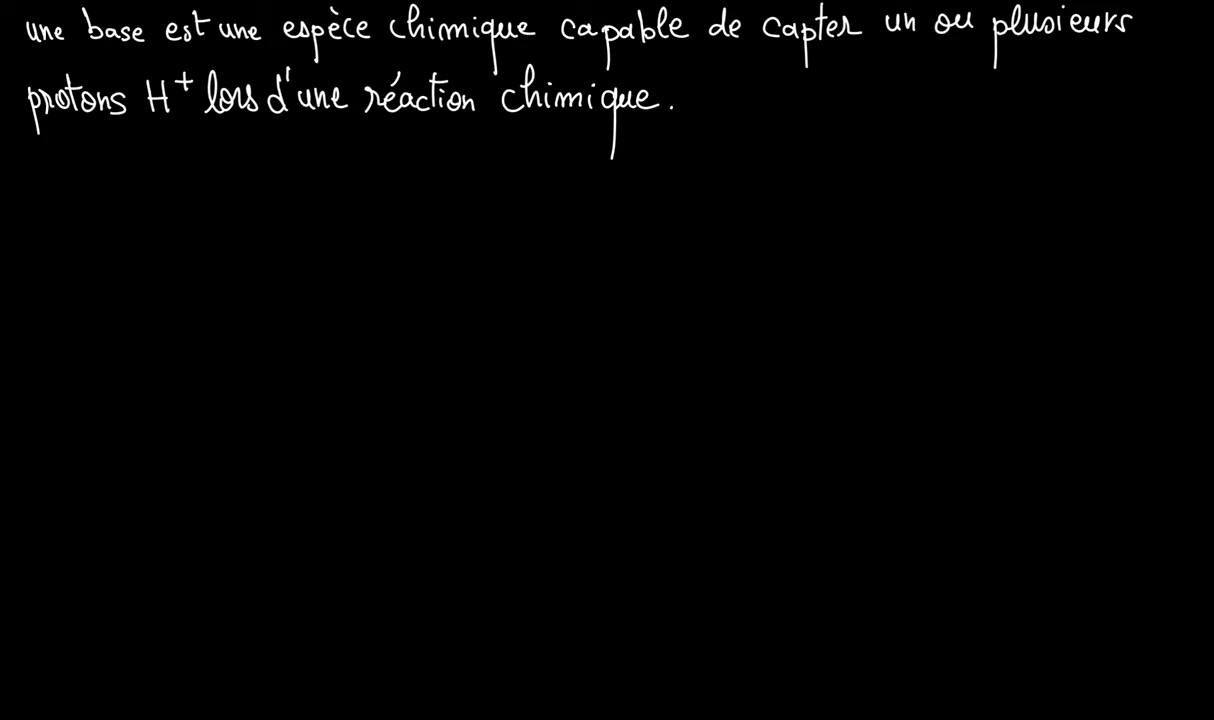 une base est une espèce chimique capable de capter un ou plusieurs
protons H⁺ lors d'une réaction chimique.